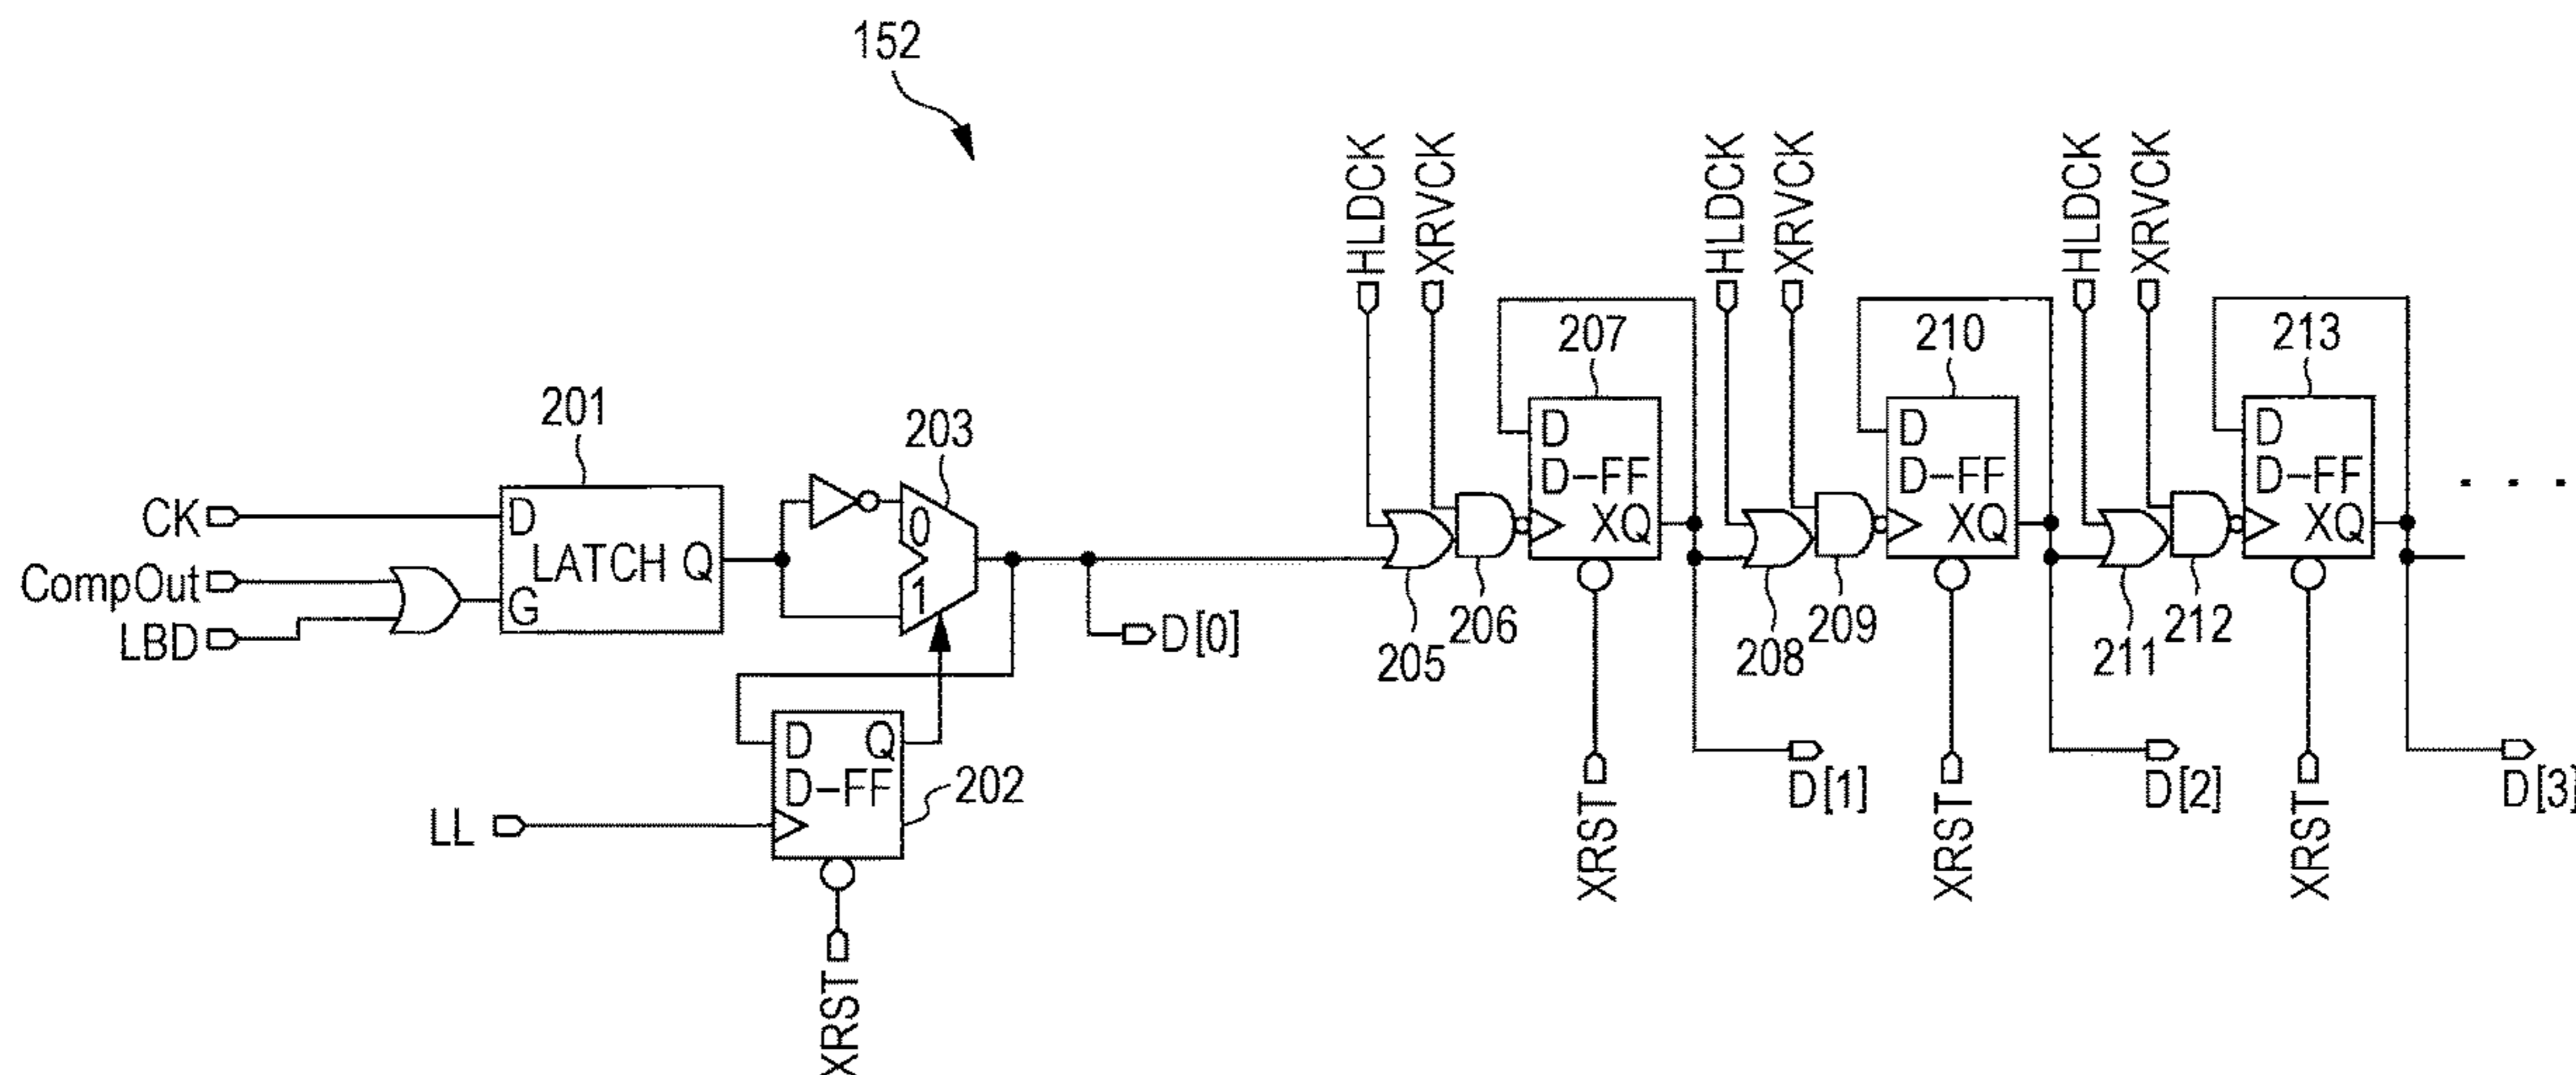 152
HLDCK
XRVCK
HLDCK
XRVCK
HLDCK
XRVCK
207
210
213
201
203
D
D-FF
XQ
D
D-FF
XQ
D
D-FF
XQ
. . .
CK
D
LATCH Q
G
0
1
CompOut
LBD
D[0]
205
206
208
209
211
212
D Q
D-FF
202
LL
XRST
XRST
XRST
XRST
D[1]
D[2]
D[3]